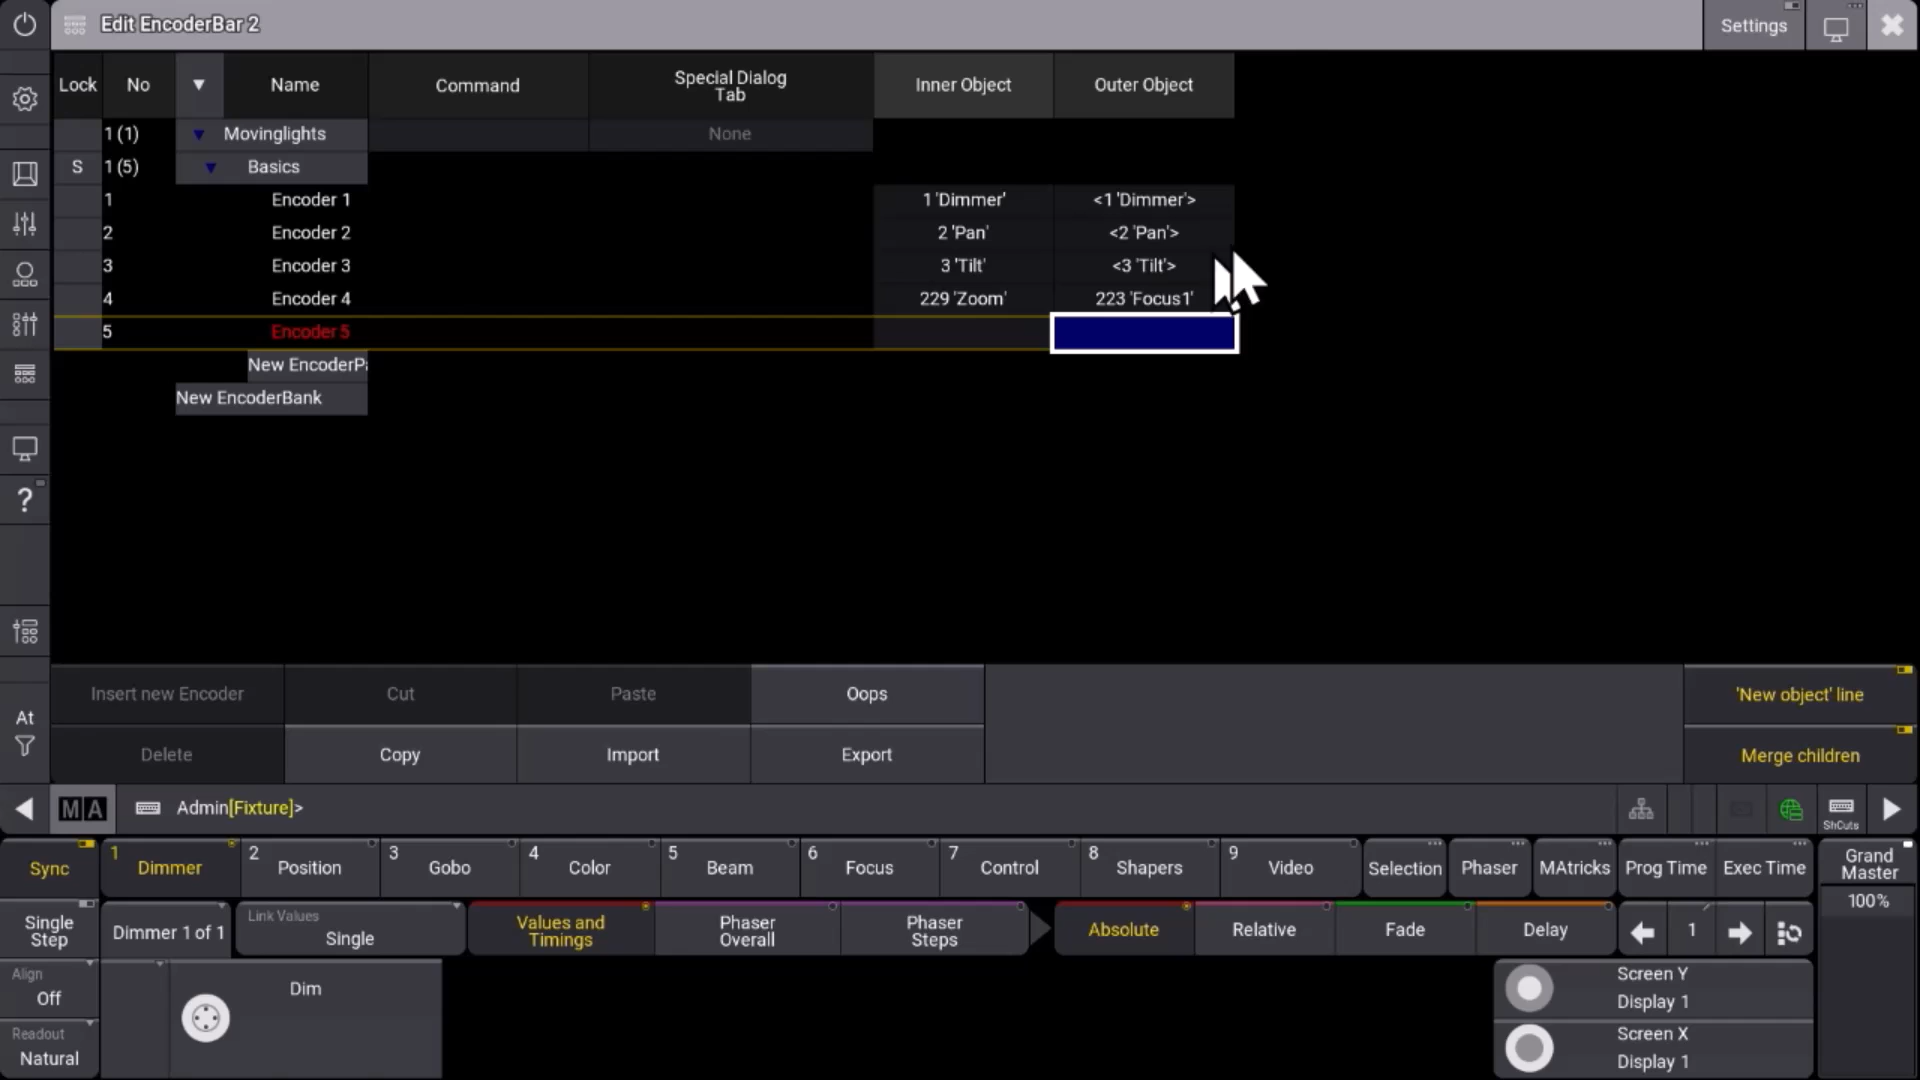 Edit EncoderBar 2
Settings
Lock No Name Command Special Dialog Tab Inner Object Outer Object
1 (1) Movinglights None
S 1 (5) Basics
1 Encoder 1 1 'Dimmer' <1 'Dimmer'>
2 Encoder 2 2 'Pan' <2 'Pan'>
3 Encoder 3 3 'Tilt' <3 'Tilt'>
4 Encoder 4 229 'Zoom' 223 'Focus1'
5 Encoder 5
New EncoderPa
New EncoderBank
Insert new Encoder Cut Paste Oops 'New object' line
Delete Copy Import Export Merge children
At
MA Admin[Fixture]> ShCuts
Sync 1 Dimmer 2 Position 3 Gobo 4 Color 5 Beam 6 Focus 7 Control 8 Shapers 9 Video Selection Phaser MAtricks Prog Time Exec Time Grand Master
100%
Single Step Dimmer 1 of 1 Link Values Single Values and Timings Phaser Overall Phaser Steps Absolute Relative Fade Delay 1
Align Off
Dim
Screen Y
Display 1
Readout Natural
Screen X
Display 1